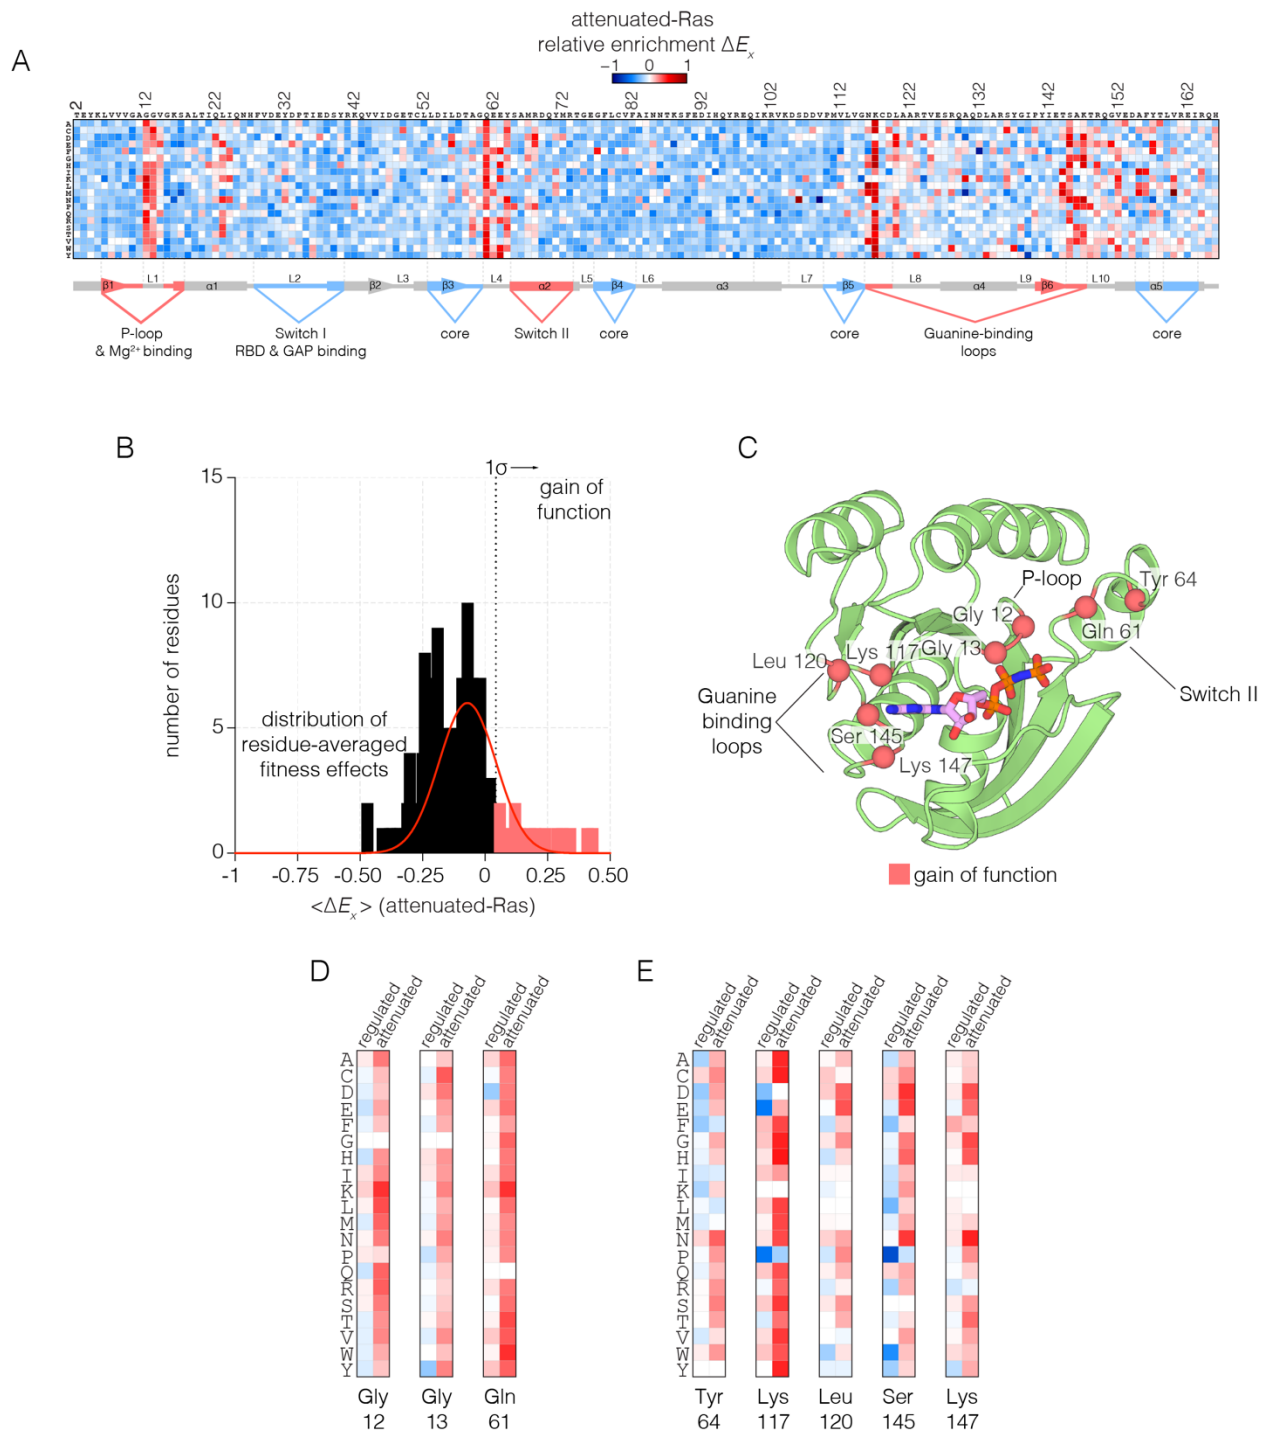 A
attenuated-Ras
relative enrichment ΔEx
−1 0 1
2 12 22 32 42 52 62 72 82 92 102 112 122 132 142 152 162
β1 L1 α1 L2 β2 L3 β3 L4 α2 L5 β4 L6 α3 L7 β5 L8 α4 L9 β6 L10 α5
P-loop
& Mg²⁺ binding
Switch I
RBD & GAP binding
core
Switch II
core
core
Guanine-binding
loops
core
B
15
10
5
0
number of residues
1σ
gain of
function
distribution of
residue-averaged
fitness effects
-1 -0.75 -0.50 -0.25 0 0.25 0.50
<ΔEx> (attenuated-Ras)
C
P-loop
Tyr 64
Gly 12
Gln 61
Lys 117
Gly 13
Leu 120
Switch II
Guanine
binding
loops
Ser 145
Lys 147
gain of function
D
regulated
attenuated
regulated
attenuated
regulated
attenuated
A
C
D
E
F
G
H
I
K
L
M
N
P
Q
R
S
T
V
W
Y
Gly
12
Gly
13
Gln
61
E
regulated
attenuated
regulated
attenuated
regulated
attenuated
regulated
attenuated
regulated
attenuated
A
C
D
E
F
G
H
I
K
L
M
N
P
Q
R
S
T
V
W
Y
Tyr
64
Lys
117
Leu
120
Ser
145
Lys
147